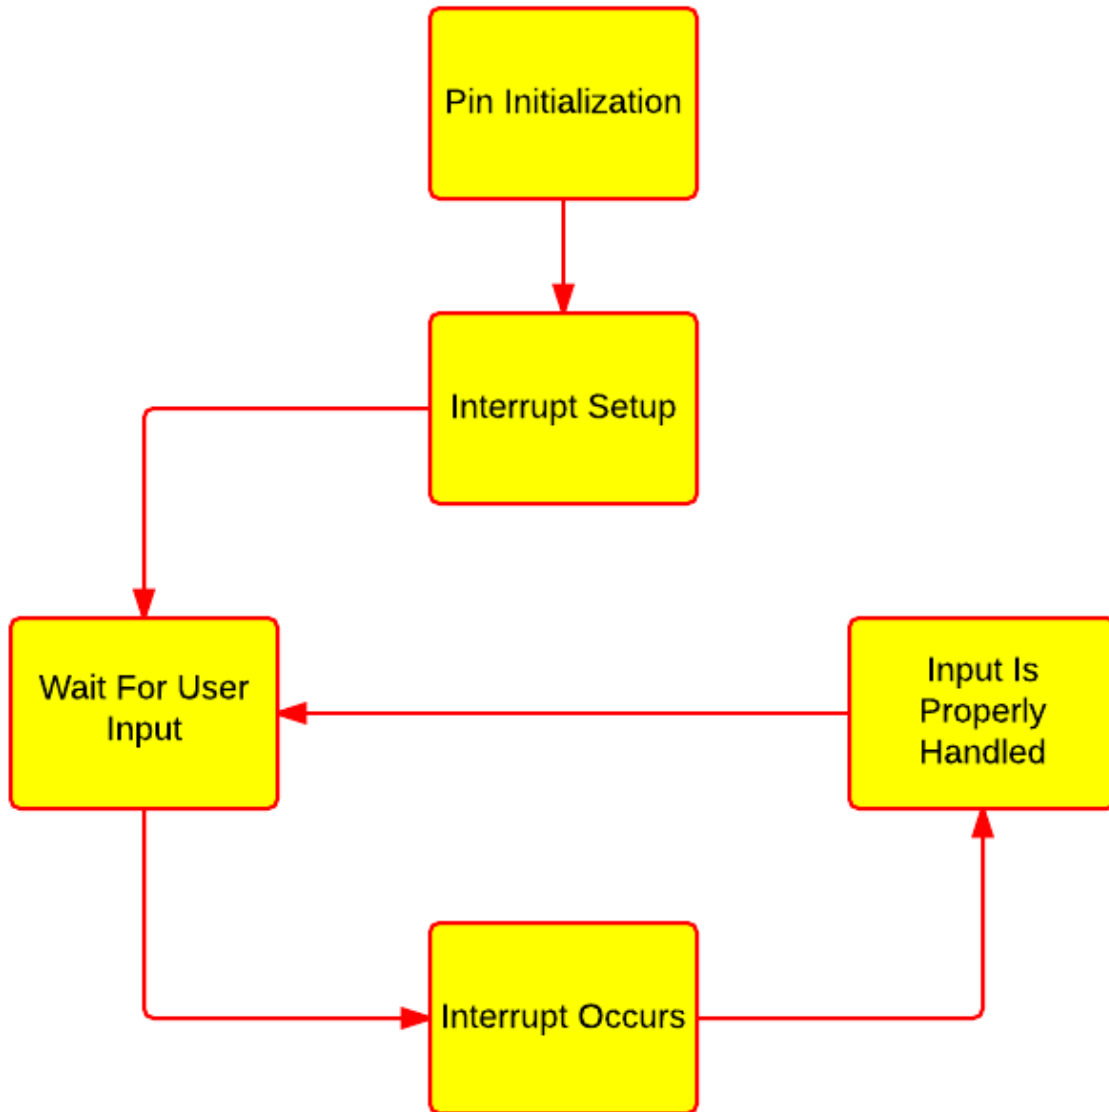 Pin Initialization
Interrupt Setup
Wait For User
Input
Input Is
Properly
Handled
Interrupt Occurs